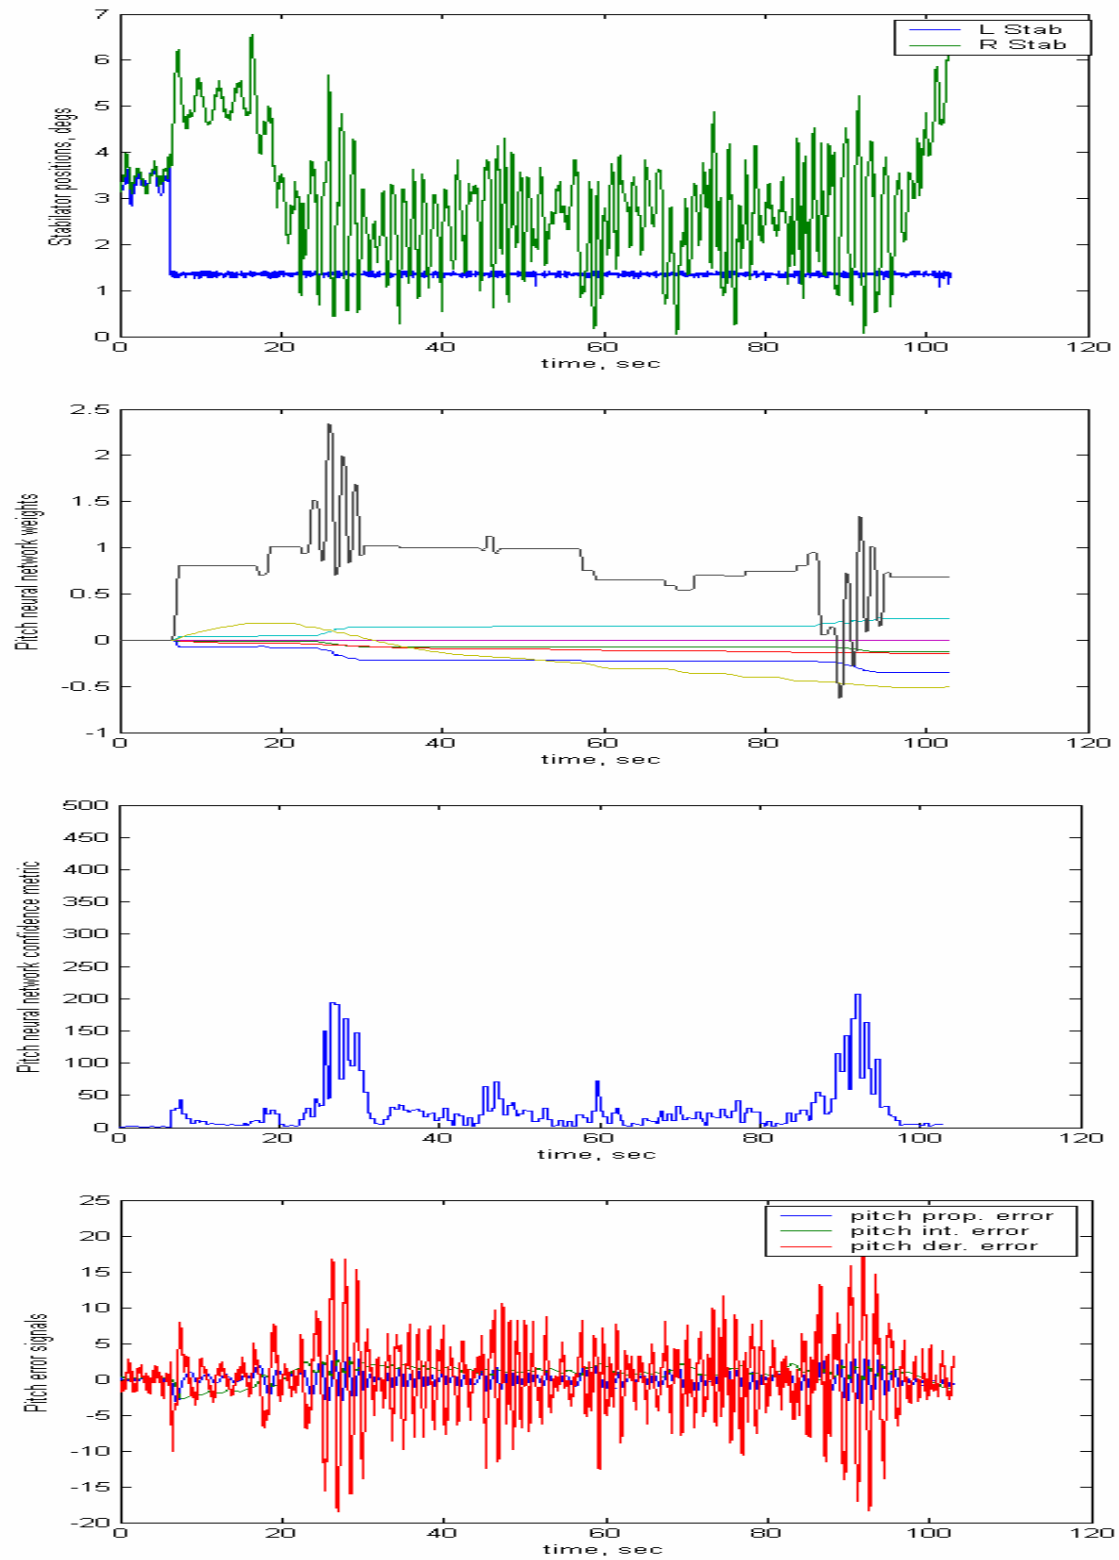 7
6
5
4
3
2
1
0
Stabilator positions, degs
L Stab
R Stab
0 20 40 60 80 100 120
time, sec
2.5
2
1.5
1
0.5
0
-0.5
-1
Pitch neural network weights
0 20 40 60 80 100 120
time, sec
500
450
400
350
300
250
200
150
100
50
0
Pitch neural network confidence metric
0 20 40 60 80 100 120
time, sec
25
20
15
10
5
0
-5
-10
-15
-20
Pitch error signals
pitch prop. error
pitch int. error
pitch der. error
0 20 40 60 80 100 120
time, sec